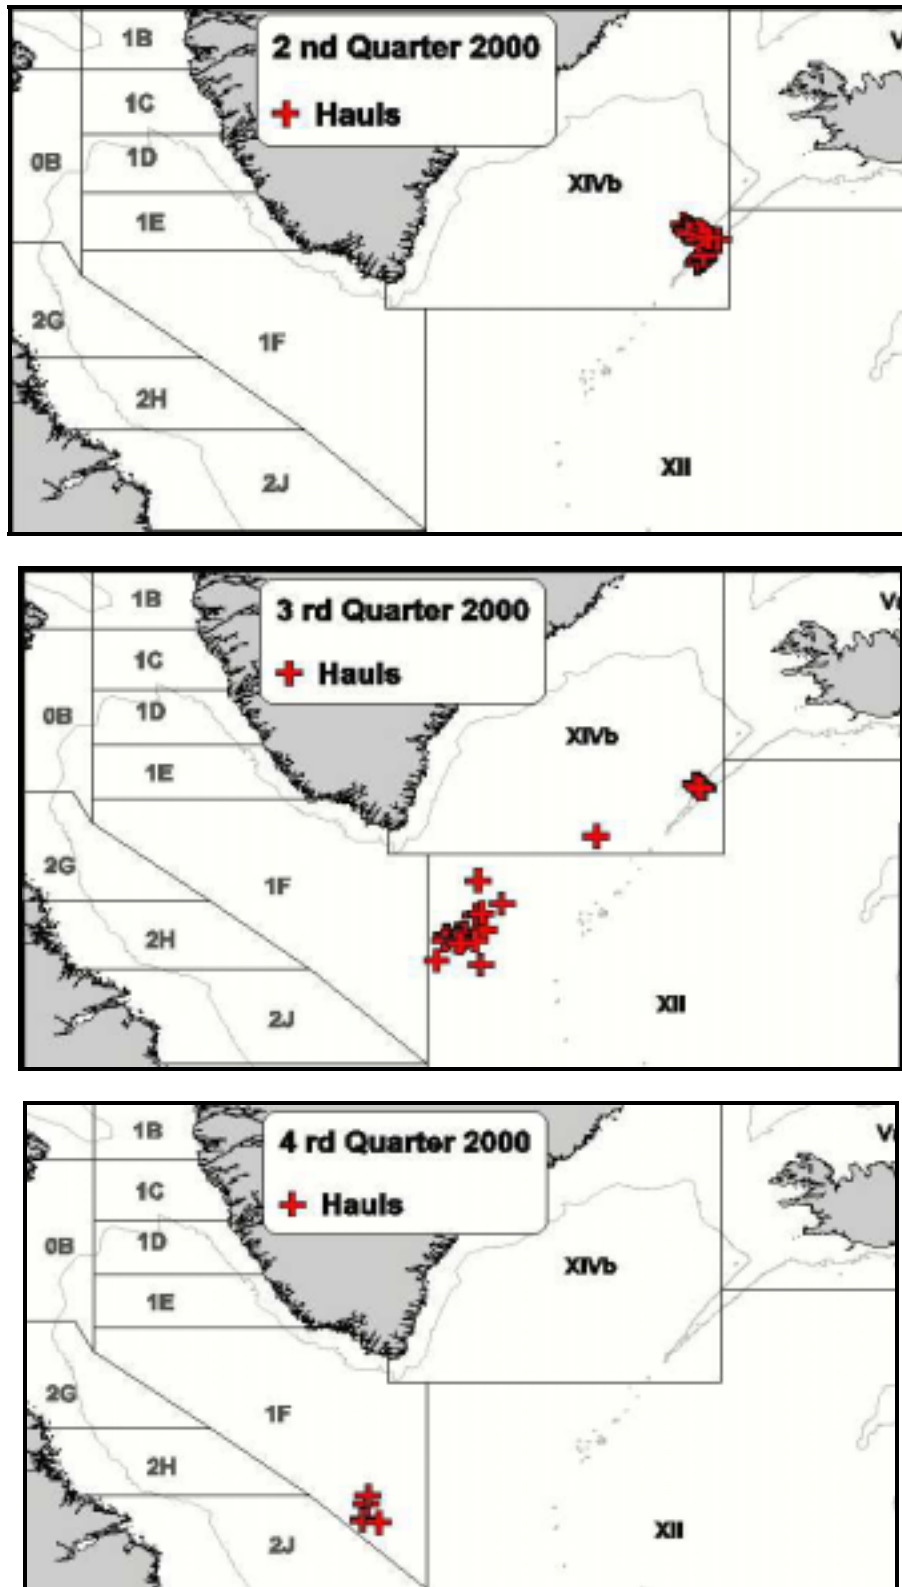 1B
2 nd Quarter 2000
1C
Hauls
0B
1D
XIVb
1E
2G
1F
2H
XII
2J
1B
3 rd Quarter 2000
1C
Hauls
0B
1D
XIVb
1E
2G
1F
2H
XII
2J
1B
4 rd Quarter 2000
1C
Hauls
0B
1D
XIVb
1E
2G
1F
2H
XII
2J